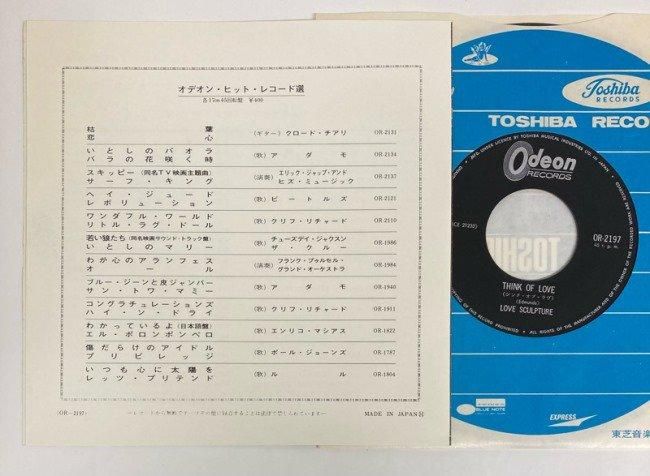 オデオン・ヒット・レコード選
各17cm 45回転盤 ¥400
枯葉
悲心
(ギター) クロード・チアリ OR-2131
いとしのパオラ
バラの花咲く時
(歌) アダモ OR-2134
スキッピー (同名TV映画主題曲)
サーフ・キング
(演奏) エリック・ジャップ・アンド
ヒズ・ミュージック OR-2137
ヘイ・ジュード
レボリューション
(歌) ビートルズ OR-2121
ワンダフル・ワールド
リトル・ラグ・ドール
(歌) クリフ・リチャード OR-2110
若い狼たち (同名映画サウンド・トラック盤)
いとしのマリー
チューズデイ・ジャクスン
ザ・クルー OR-1986
わが心のアランフェス
オール
(演奏) フランク・プゥルセル・
グランド・オーケストラ OR-1984
ブルー・ジーンと皮ジャンパー
サン・トワ・マミー
(歌) アダモ OR-1940
コングラチュレーションズ
ハイ・ン・ドライ
(歌) クリフ・リチャード OR-1911
わかっているよ (日本語盤)
エル・ポロンポンペロ
(歌) エンリコ・マシアス OR-1822
傷だらけのアイドル
プリビレッジ
(歌) ポール・ジョーンズ OR-1787
いつも心に太陽を
レッツ・プリテンド
(歌) ルル OR-1804
(OR-2197)
MADE IN JAPAN
Toshiba
RECORDS
TOSHIBA RECO
Odeon
RECORDS
OR-2197
45 r.p.m.
TOSHI
THINK OF LOVE
(シンク・オブ・ラヴ)
(Edmunds)
LOVE SCULPTURE
BLUE NOTE
EXPRESS
東芝音楽